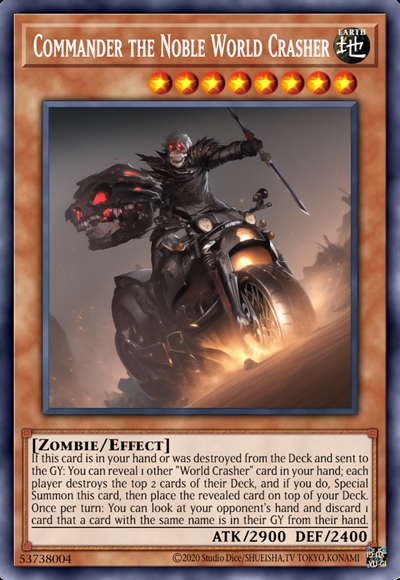 COMMANDER THE NOBLE WORLD CRASHER
EARTH
地
[ZOMBIE/EFFECT]
If this card is in your hand or was destroyed from the Deck and sent to
the GY: You can reveal 1 other "World Crasher" card in your hand; each
player destroys the top 2 cards of their Deck, and if you do, Special
Summon this card, then place the revealed card on top of your Deck.
Once per turn: You can look at your opponent's hand and discard 1
card that a card with the same name is in their GY from their hand.
ATK/2900 DEF/2400
53738004
©2020 Studio Dice/SHUEISHA,TV TOKYO,KONAMI